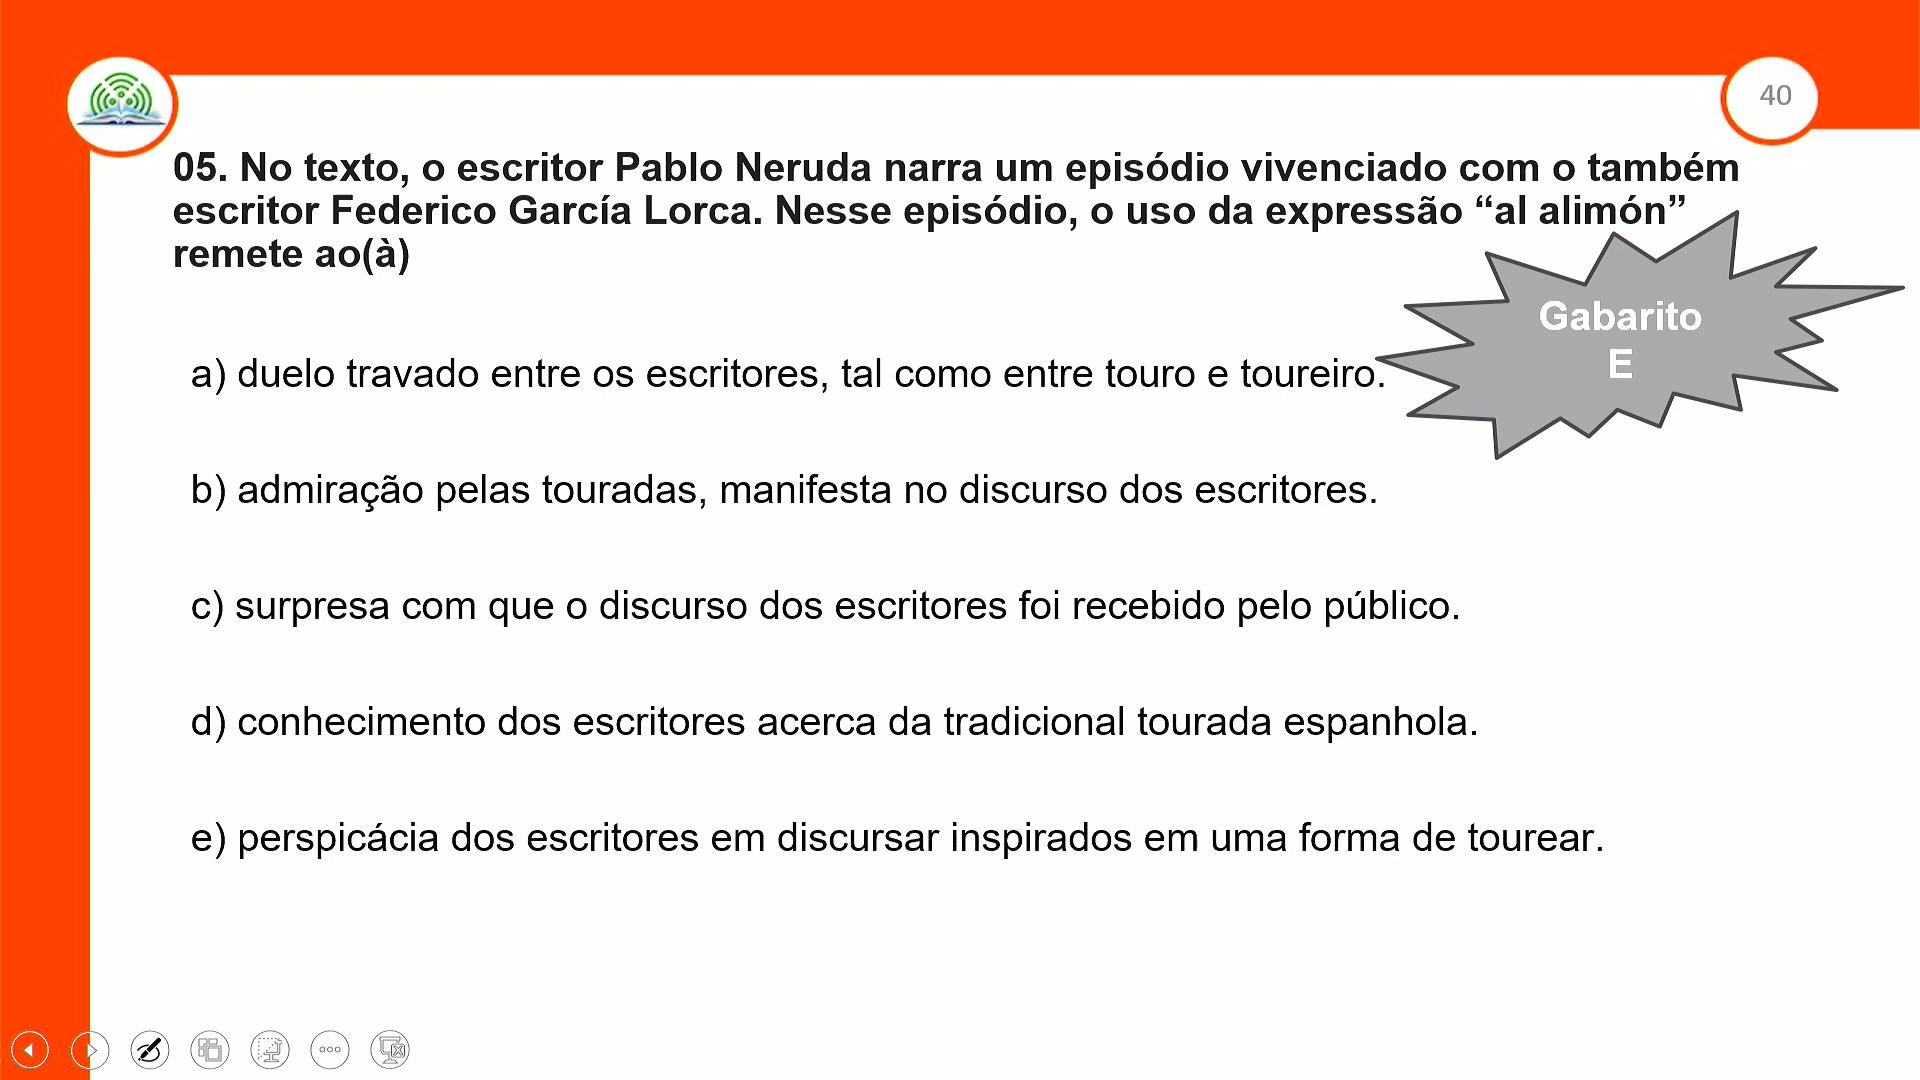 40
05. No texto, o escritor Pablo Neruda narra um episódio vivenciado com o também
escritor Federico García Lorca. Nesse episódio, o uso da expressão “al alimón”
remete ao(à)
Gabarito
E
a) duelo travado entre os escritores, tal como entre touro e toureiro.
b) admiração pelas touradas, manifesta no discurso dos escritores.
c) surpresa com que o discurso dos escritores foi recebido pelo público.
d) conhecimento dos escritores acerca da tradicional tourada espanhola.
e) perspicácia dos escritores em discursar inspirados em uma forma de tourear.